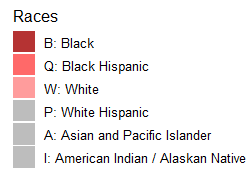 Races
B: Black
Q: Black Hispanic
W: White
P: White Hispanic
A: Asian and Pacific Islander
I: American Indian / Alaskan Native